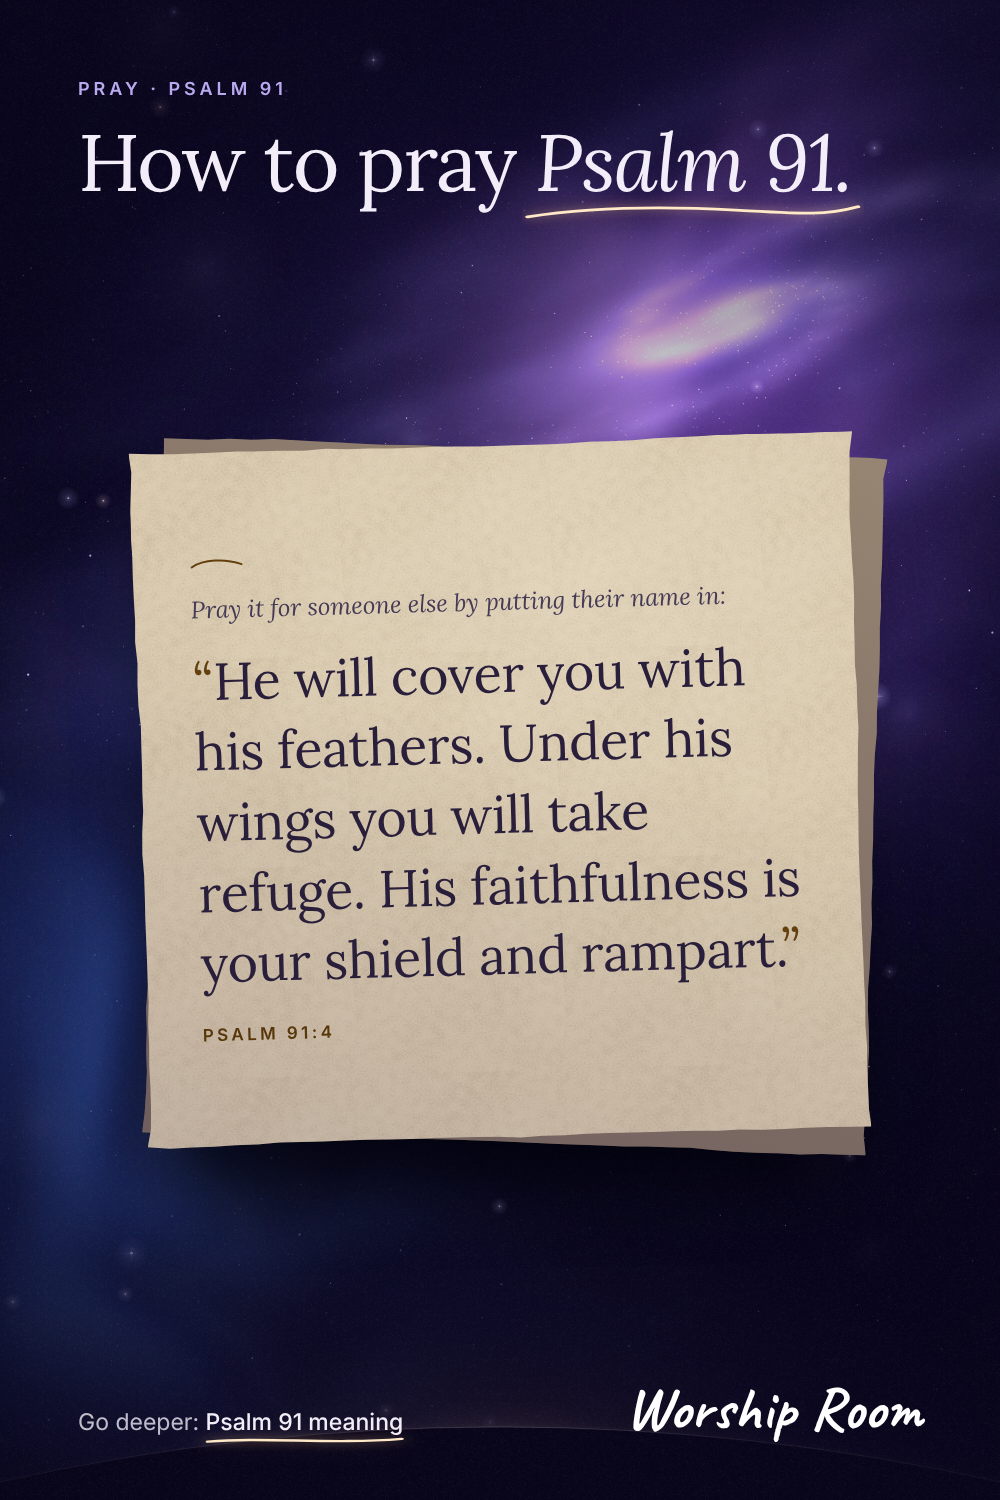 PRAY · PSALM 91
How to pray Psalm 91.
Pray it for someone else by putting their name in:
“He will cover you with
his feathers. Under his
wings you will take
refuge. His faithfulness is
your shield and rampart.”
PSALM 91:4
Go deeper: Psalm 91 meaning
Worship Room